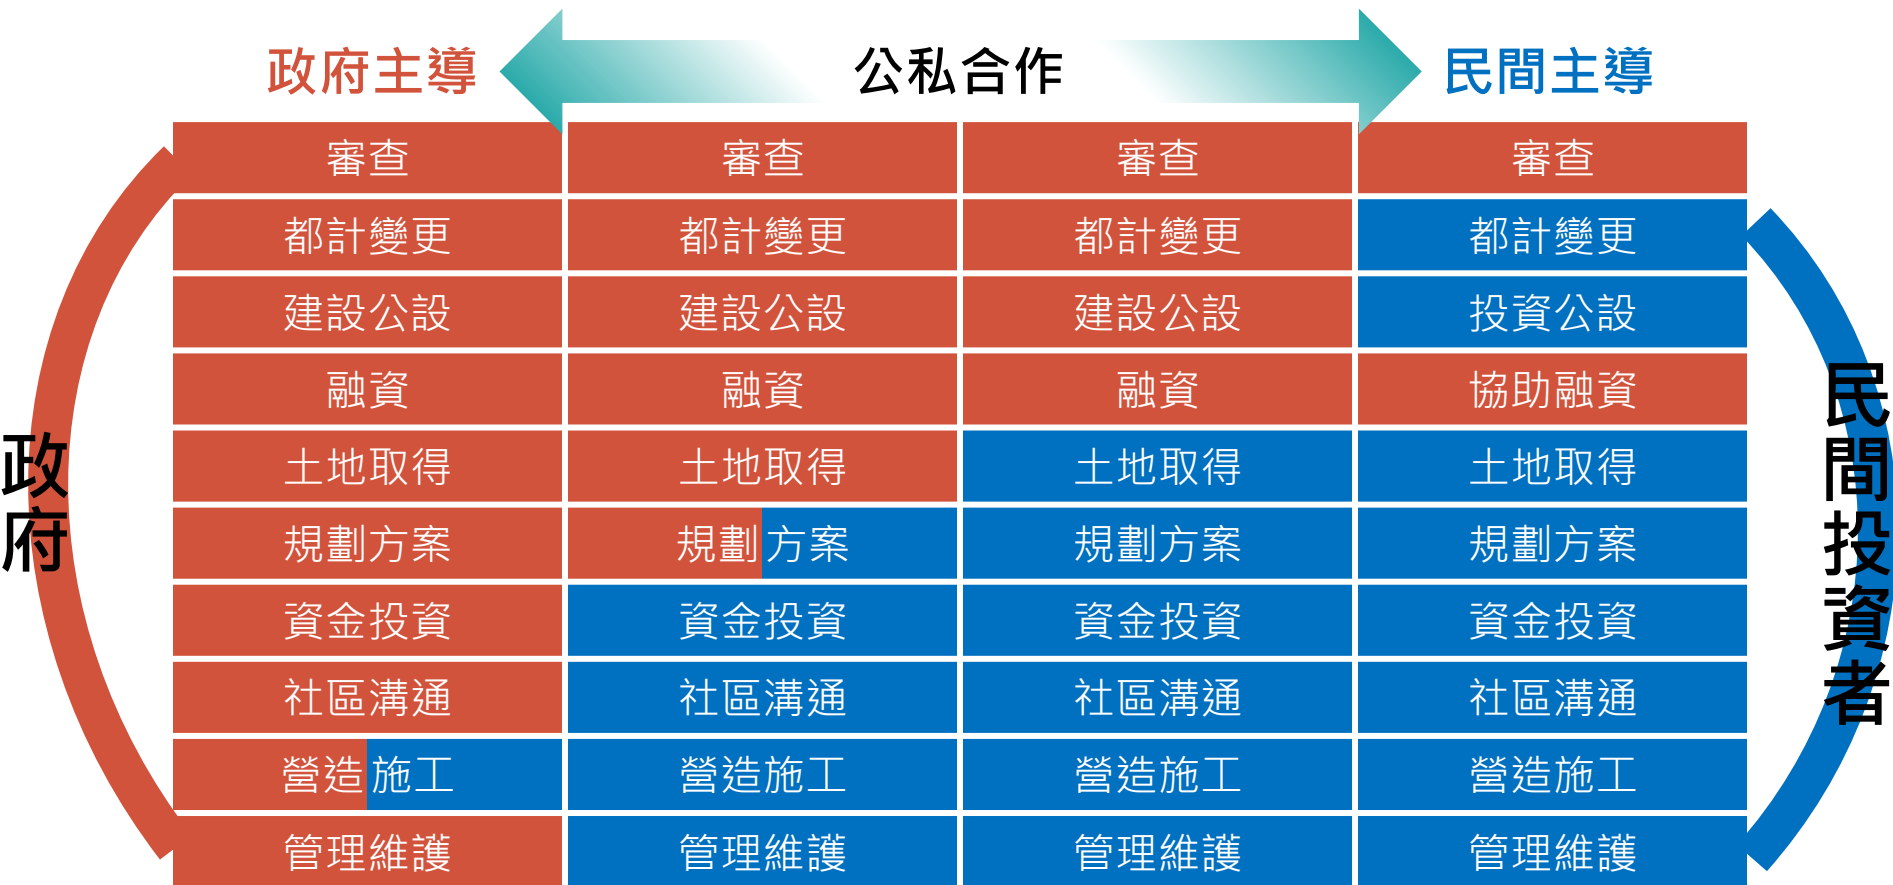 政府主導 公私合作 民間主導
審查 審查 審查 審查
都計變更 都計變更 都計變更 都計變更
建設公設 建設公設 建設公設 投資公設
融資 融資 融資 協助融資
土地取得 土地取得 土地取得 土地取得
規劃方案 規劃方案 規劃方案 規劃方案
資金投資 資金投資 資金投資 資金投資
社區溝通 社區溝通 社區溝通 社區溝通
營造施工 營造施工 營造施工 營造施工
管理維護 管理維護 管理維護 管理維護
政府
民間投資者